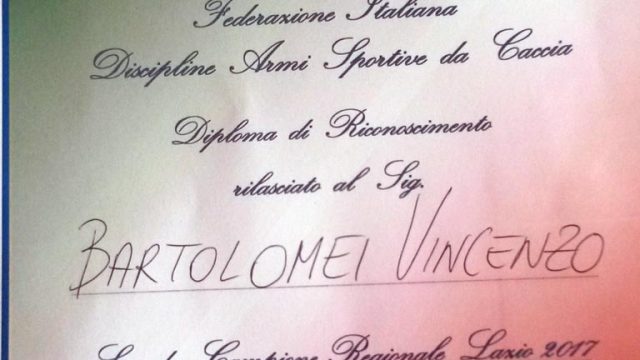 Federazione Italiana
Discipline Armi Sportive da Caccia
Diploma di Riconoscimento
rilasciato al Sig.
BARTOLOMEI VINCENZO
Campione Regionale Lazio 2017